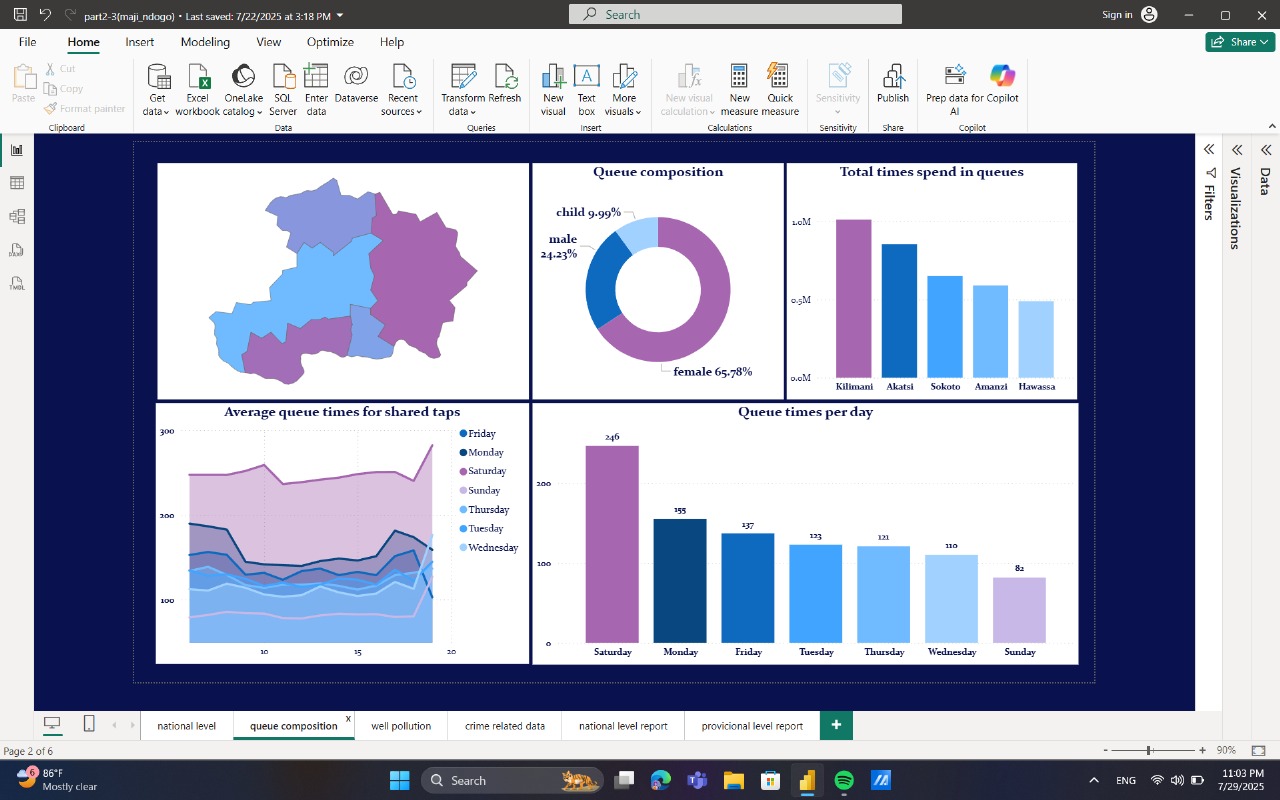 part2-3(maji_ndogo) • Last saved: 7/22/2025 at 3:18 PM
Search
Sign in
File Home Insert Modeling View Optimize Help
Share
Paste
Cut
Copy
Format painter
Clipboard
Get data
Excel workbook
OneLake catalog
SQL Server
Enter data
Dataverse
Recent sources
Data
Transform data
Refresh
Queries
New visual
Text box
More visuals
Insert
New visual calculation
New measure
Quick measure
Calculations
Sensitivity
Sensitivity
Publish
Share
Prep data for AI
Copilot
Copilot
Filters
Visualizations
Data
Queue composition
child 9.99%
male
24.23%
female 65.78%
Total times spend in queues
1.0M
0.5M
0.0M
Kilimani Akatsi Sokoto Amanzi Hawassa
Average queue times for shared taps
300
200
100
10 15 20
Friday
Monday
Saturday
Sunday
Thursday
Tuesday
Wednesday
Queue times per day
200
100
0
246
155
137
123
121
110
82
Saturday Monday Friday Tuesday Thursday Wednesday Sunday
national level
queue composition
x
well pollution
crime related data
national level report
provicional level report
+
Page 2 of 6
- + 90%
6
86°F
Mostly clear
Search
ENG
11:03 PM
7/29/2025